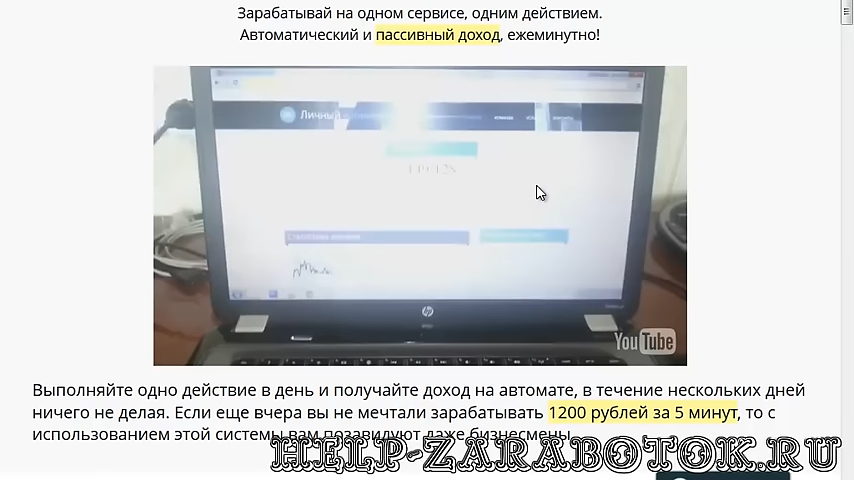 Зарабатывай на одном сервисе, одним действием.
Автоматический и пассивный доход, ежеминутно!
Личный
hp
YouTube
Выполняйте одно действие в день и получайте доход на автомате, в течение нескольких дней
ничего не делая. Если еще вчера вы не мечтали зарабатывать 1200 рублей за 5 минут, то с
использованием этой системы вам позавидуют даже бизнесмены.
HELP-ZARABOTOK.RU